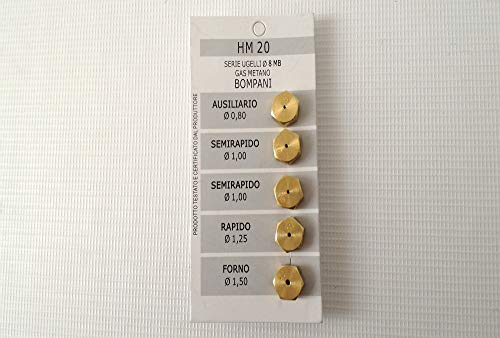 HM 20
SERIE UGELLI Ø 8 MB
GAS METANO
BOMPANI
AUSILIARIO
Ø 0,80
SEMIRAPIDO
Ø 1,00
SEMIRAPIDO
Ø 1,00
RAPIDO
Ø 1,25
FORNO
Ø 1,50
PRODOTTO TESTATO E CERTIFICATO DAL PRODUTTORE